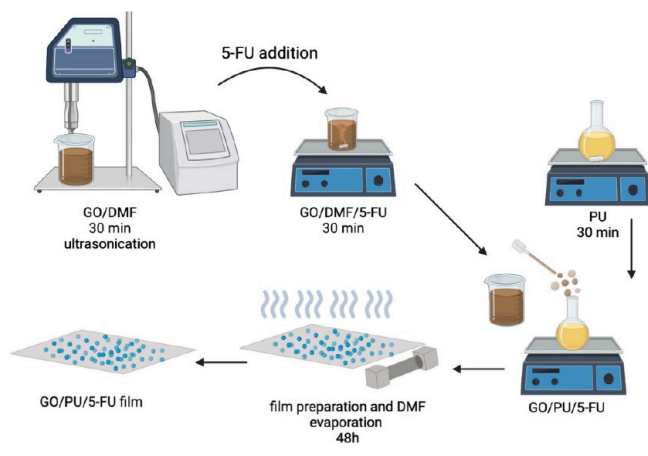 5-FU addition
GO/DMF
30 min
ultrasonication
GO/DMF/5-FU
30 min
PU
30 min
GO/PU/5-FU film
film preparation and DMF
evaporation
48h
GO/PU/5-FU